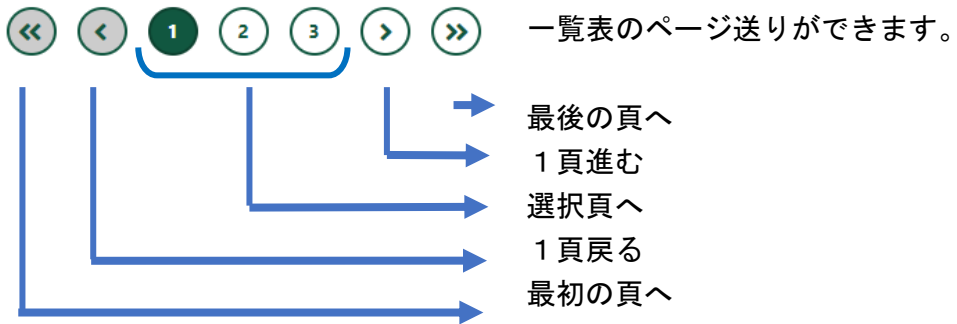 « < 1 2 3 > » 一覧表のページ送りができます。
最後の頁へ
１頁進む
選択頁へ
１頁戻る
最初の頁へ